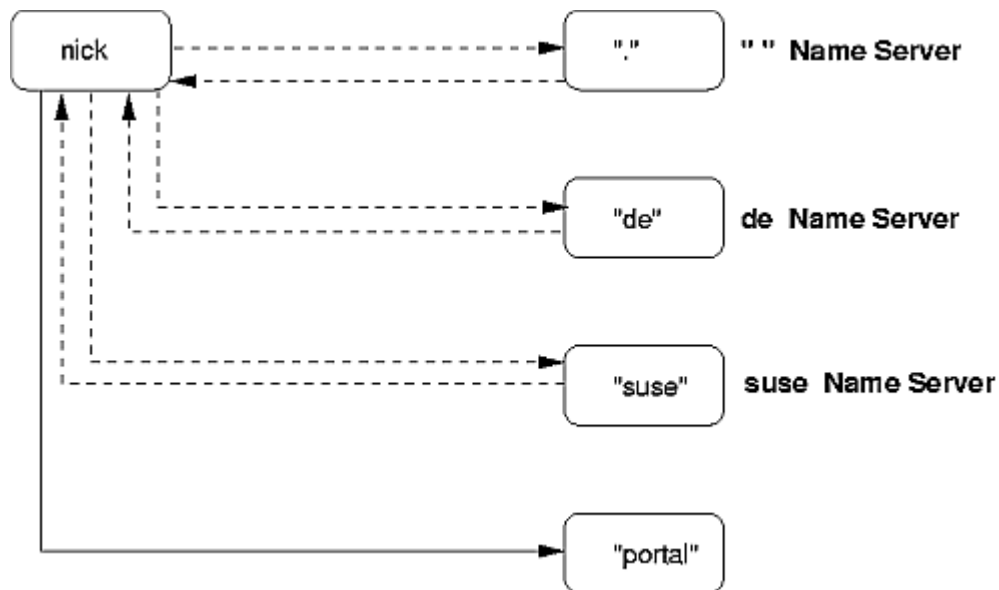 nick
"." " " Name Server
"de" de Name Server
"suse" suse Name Server
"portal"